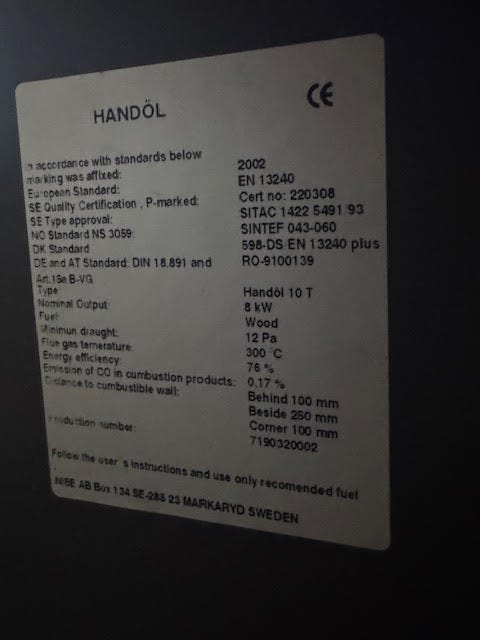 HANDÖL
CE
in accordance with standards below
marking was affixed: 2002
European Standard: EN 13240
SE Quality Certification , P-marked: Cert no: 220308
SE Type approval: SITAC 1422 5491/93
NO Standard NS 3059: SINTEF 043-060
DK Standard 598-DS/EN 13240 plus
DE and AT Standard: DIN 18.891 and RO-9100139
Art.15a B-VG
Type: Handöl 10 T
Nominal Output: 8 kW
Fuel: Wood
Minimun draught: 12 Pa
Flue gas temerature: 300 °C
Energy efficiency: 76 %
Emission of CO in cumbustion products: 0,17 %
Distance to combustible wall: Behind 100 mm
Beside 250 mm
Corner 100 mm
Production number: 7190320002
Follow the user´s instructions and use only recomended fuel
NIBE AB Box 134 SE-285 23 MARKARYD SWEDEN